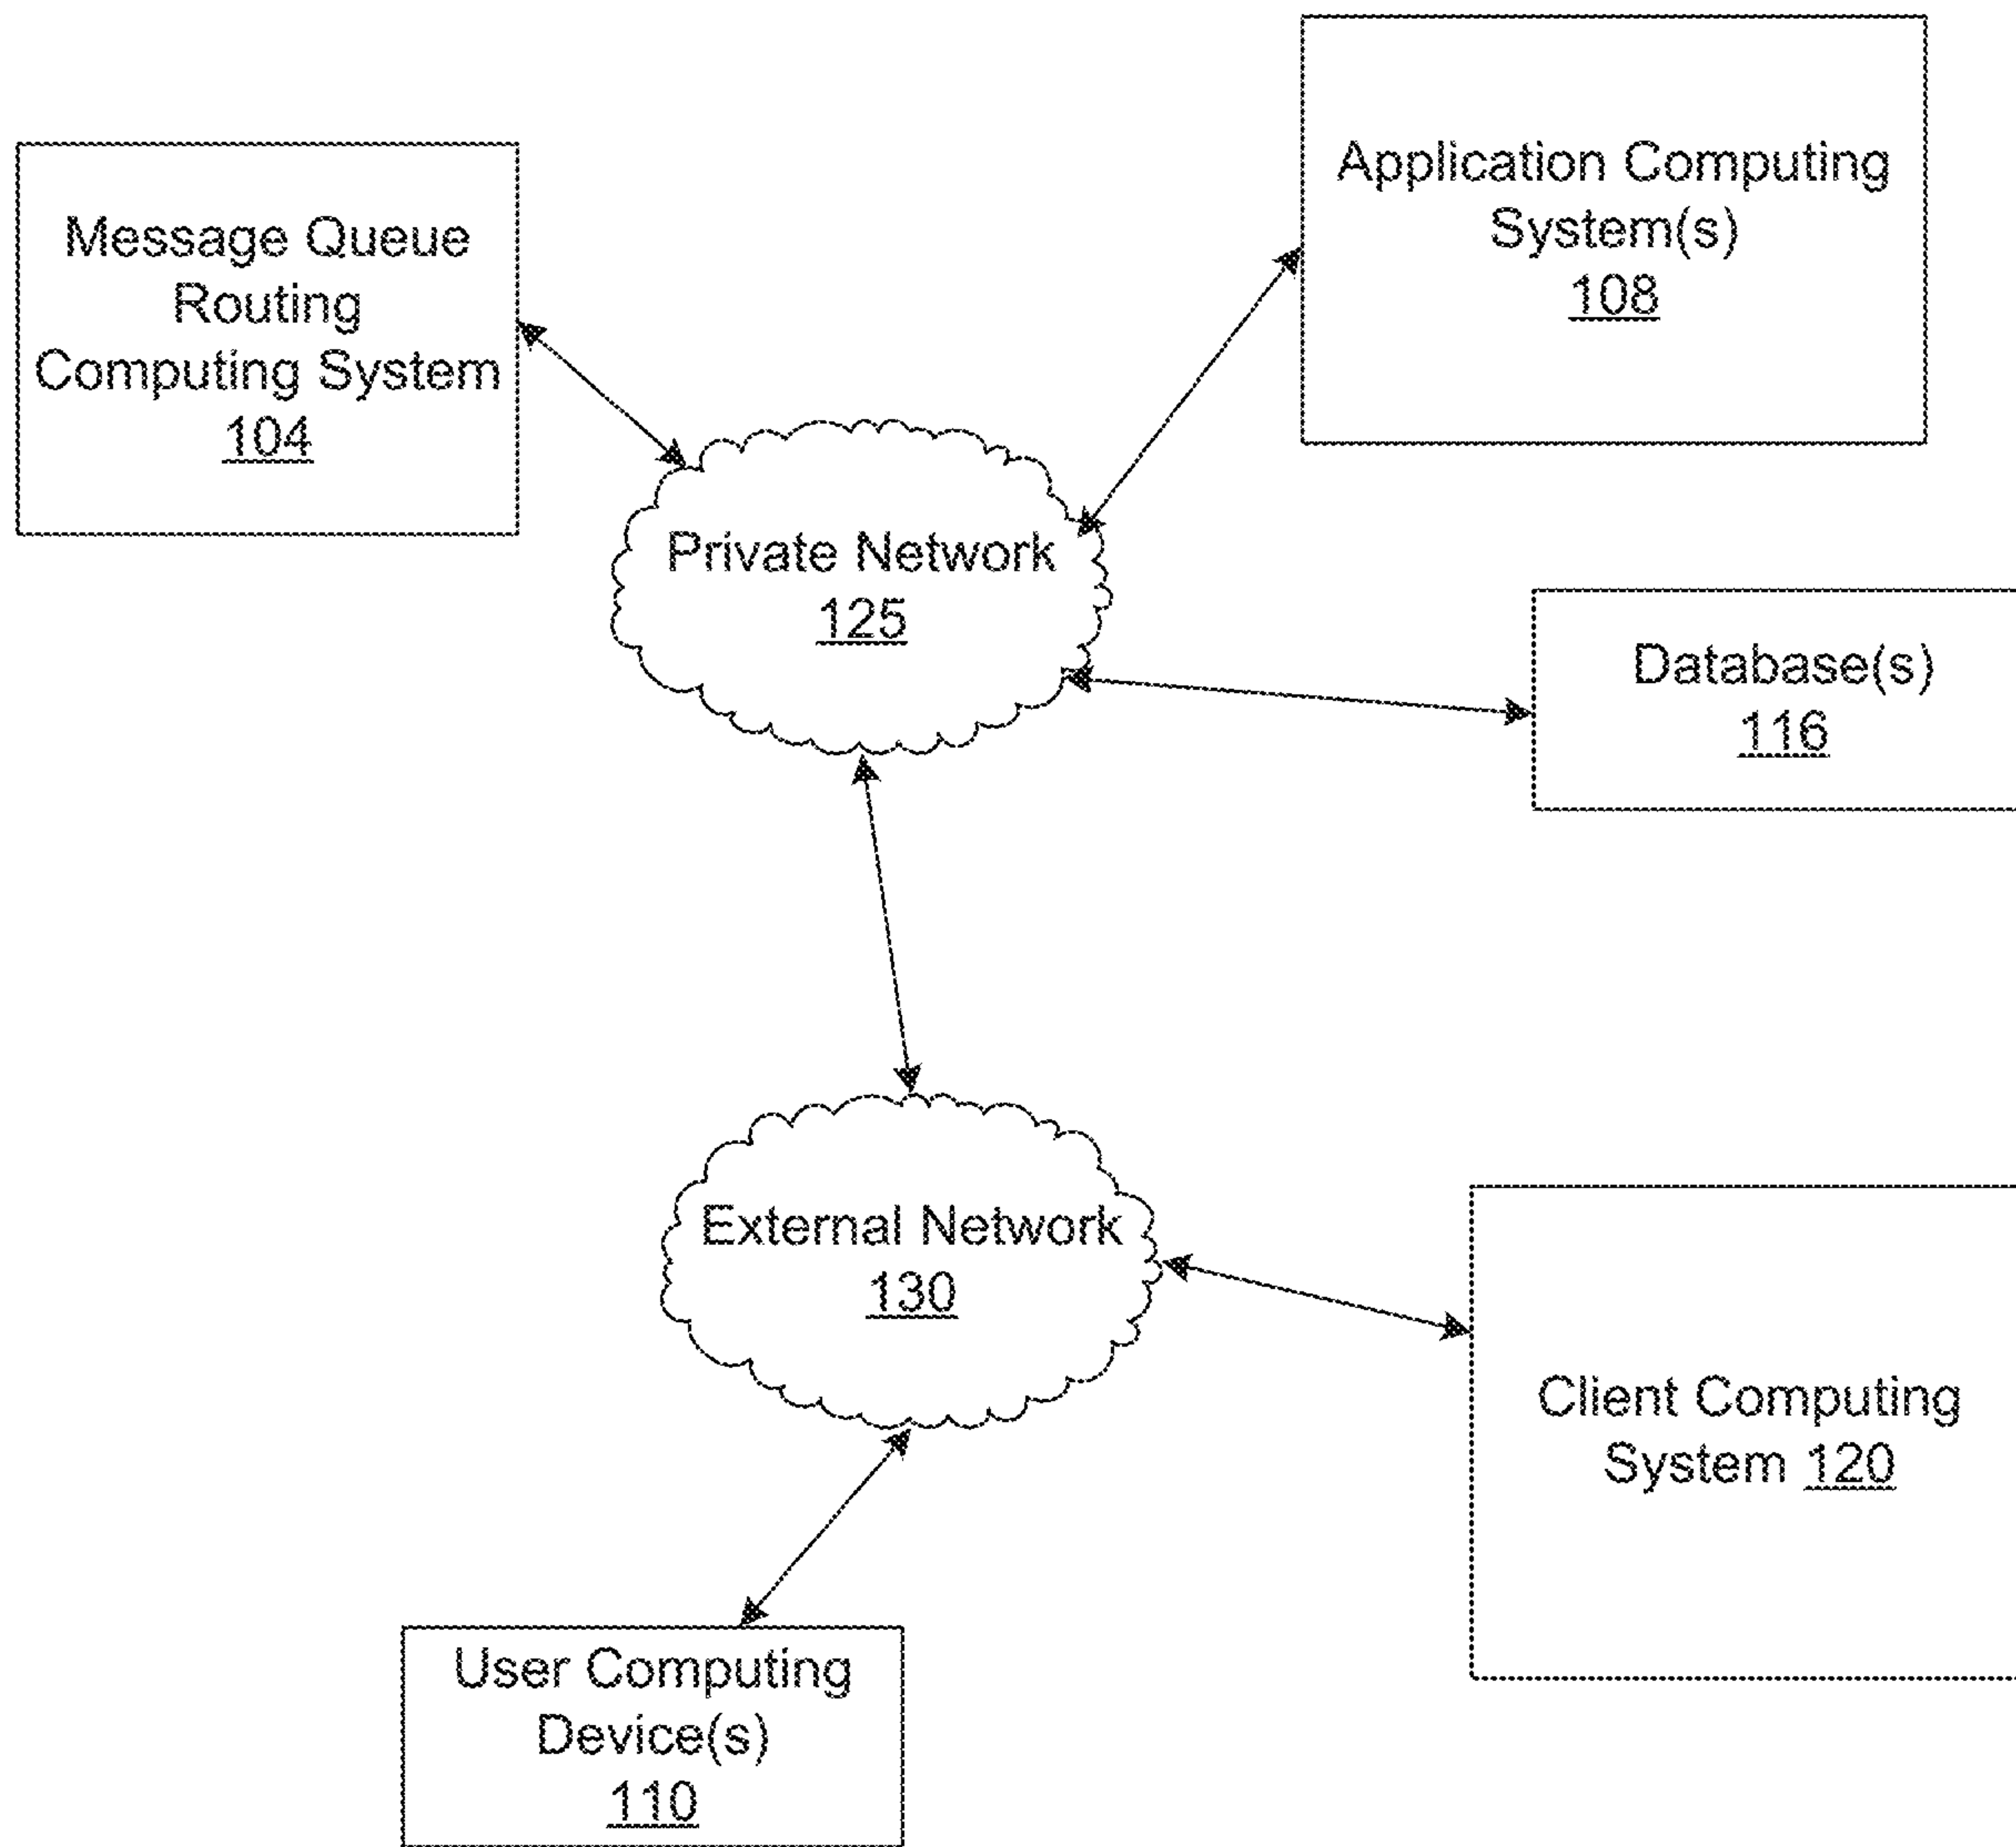 Message Queue
Routing
Computing System
104
Application Computing
System(s)
108
Private Network
125
Database(s)
116
External Network
130
Client Computing
System 120
User Computing
Device(s)
110